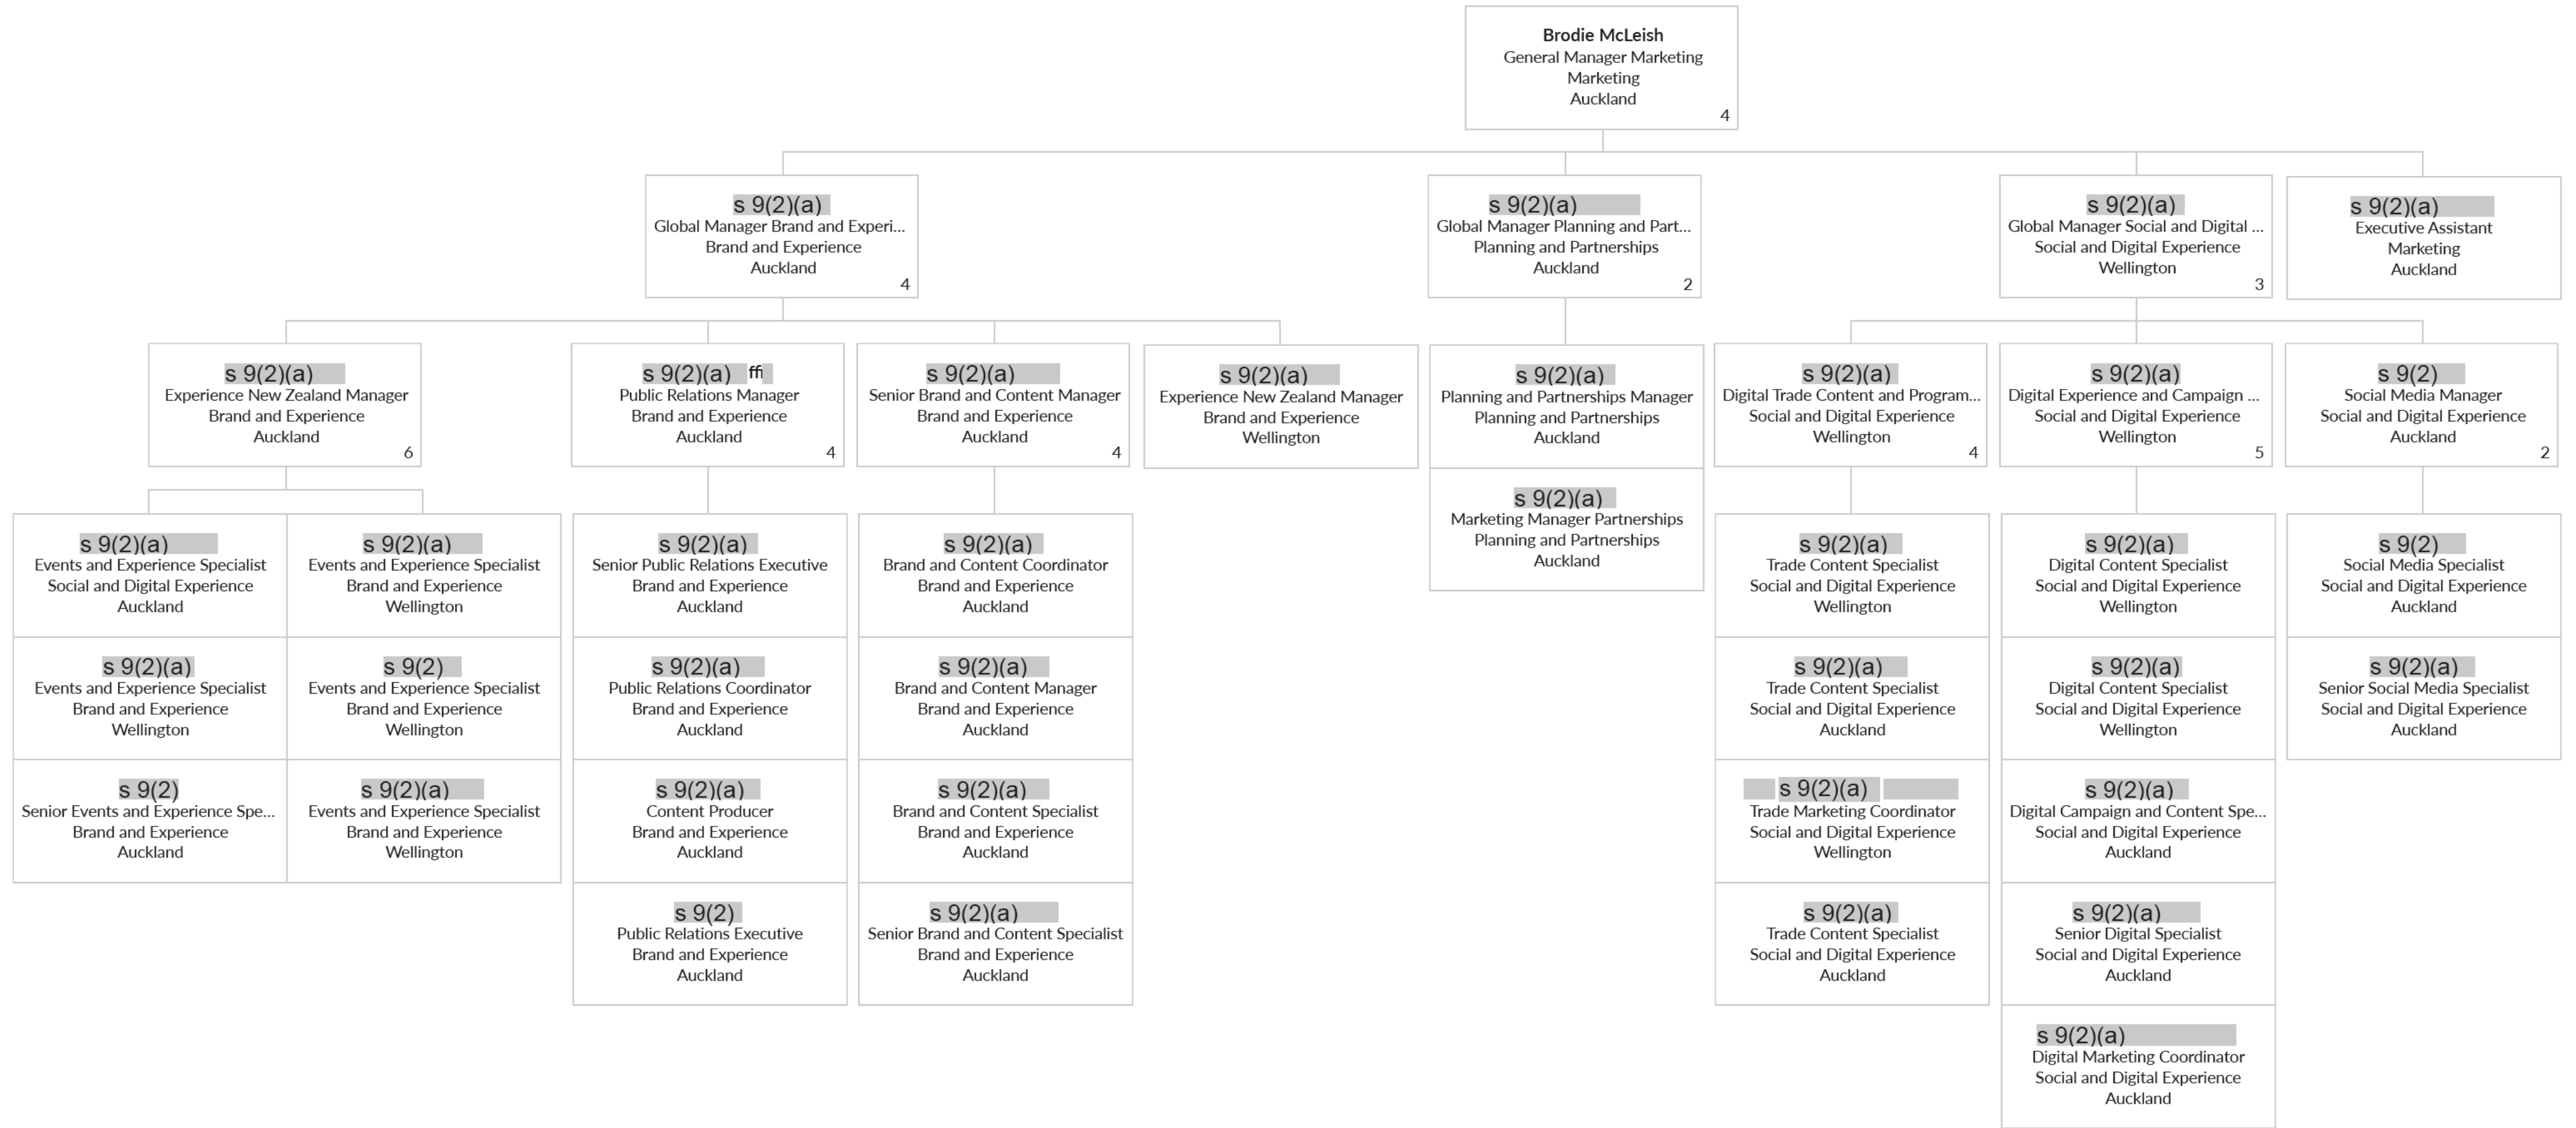 Brodie McLeish
General Manager Marketing
Marketing
Auckland
4
s 9(2)(a)
Global Manager Brand and Experi...
Brand and Experience
Auckland
4
s 9(2)(a)
Global Manager Planning and Part...
Planning and Partnerships
Auckland
2
s 9(2)(a)
Global Manager Social and Digital ...
Social and Digital Experience
Wellington
3
s 9(2)(a)
Executive Assistant
Marketing
Auckland
s 9(2)(a)
Experience New Zealand Manager
Brand and Experience
Auckland
6
s 9(2)(a) ffi
Public Relations Manager
Brand and Experience
Auckland
4
s 9(2)(a)
Senior Brand and Content Manager
Brand and Experience
Auckland
4
s 9(2)(a)
Experience New Zealand Manager
Brand and Experience
Wellington
s 9(2)(a)
Planning and Partnerships Manager
Planning and Partnerships
Auckland
s 9(2)(a)
Digital Trade Content and Program...
Social and Digital Experience
Wellington
4
s 9(2)(a)
Digital Experience and Campaign ...
Social and Digital Experience
Wellington
5
s 9(2)
Social Media Manager
Social and Digital Experience
Auckland
2
s 9(2)(a)
Marketing Manager Partnerships
Planning and Partnerships
Auckland
s 9(2)(a)
Events and Experience Specialist
Social and Digital Experience
Auckland
s 9(2)(a)
Events and Experience Specialist
Brand and Experience
Wellington
s 9(2)(a)
Senior Public Relations Executive
Brand and Experience
Auckland
s 9(2)(a)
Brand and Content Coordinator
Brand and Experience
Auckland
s 9(2)(a)
Trade Content Specialist
Social and Digital Experience
Wellington
s 9(2)(a)
Digital Content Specialist
Social and Digital Experience
Wellington
s 9(2)
Social Media Specialist
Social and Digital Experience
Auckland
s 9(2)(a)
Events and Experience Specialist
Brand and Experience
Wellington
s 9(2)
Events and Experience Specialist
Brand and Experience
Wellington
s 9(2)(a)
Public Relations Coordinator
Brand and Experience
Auckland
s 9(2)(a)
Brand and Content Manager
Brand and Experience
Auckland
s 9(2)(a)
Trade Content Specialist
Social and Digital Experience
Auckland
s 9(2)(a)
Digital Content Specialist
Social and Digital Experience
Wellington
s 9(2)(a)
Senior Social Media Specialist
Social and Digital Experience
Auckland
s 9(2)
Senior Events and Experience Spe...
Brand and Experience
Auckland
s 9(2)(a)
Events and Experience Specialist
Brand and Experience
Wellington
s 9(2)(a)
Content Producer
Brand and Experience
Auckland
s 9(2)(a)
Brand and Content Specialist
Brand and Experience
Auckland
s 9(2)(a)
Trade Marketing Coordinator
Social and Digital Experience
Wellington
s 9(2)(a)
Digital Campaign and Content Spe...
Social and Digital Experience
Auckland
s 9(2)
Public Relations Executive
Brand and Experience
Auckland
s 9(2)(a)
Senior Brand and Content Specialist
Brand and Experience
Auckland
s 9(2)(a)
Trade Content Specialist
Social and Digital Experience
Auckland
s 9(2)(a)
Senior Digital Specialist
Social and Digital Experience
Auckland
s 9(2)(a)
Digital Marketing Coordinator
Social and Digital Experience
Auckland